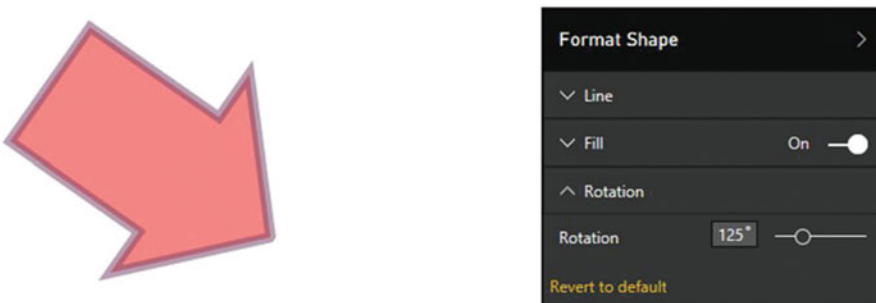 Format Shape
Line
Fill On
Rotation
Rotation 125°
Revert to default